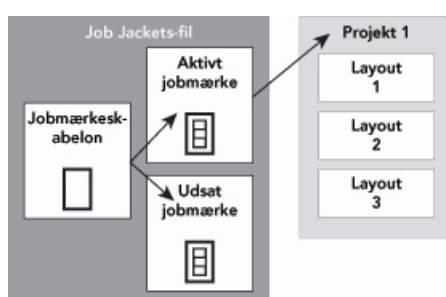 Job Jackets-fil
Jobmærkesk-
abelon
Aktivt
jobmærke
Udsat
jobmærke
Projekt 1
Layout
1
Layout
2
Layout
3